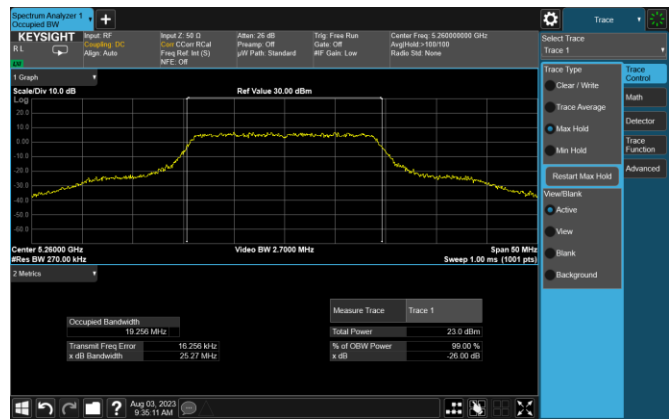 Spectrum Analyzer 1
Occupied BW
KEYSIGHT
R L
LW
Input: RF
Coupling: DC
Align: Auto
Input Z: 50 Ω
Corr CCorr RCal
Freq Ref: Int (S)
NFE: Off
Atten: 26 dB
Preamp: Off
µW Path: Standard
Trig: Free Run
Gate: Off
#IF Gain: Low
Center Freq: 5.260000000 GHz
Avg|Hold:>100/100
Radio Std: None
1 Graph
Scale/Div 10.0 dB
Ref Value 30.00 dBm
Log
20.0
10.0
0.00
-10.0
-20.0
-30.0
-40.0
-50.0
-60.0
Center 5.26000 GHz
Video BW 2.7000 MHz
Span 50 MHz
#Res BW 270.00 kHz
Sweep 1.00 ms (1001 pts)
2 Metrics
Occupied Bandwidth
19.256 MHz
Transmit Freq Error 16.256 kHz
x dB Bandwidth 25.27 MHz
Measure Trace Trace 1
Total Power 23.0 dBm
% of OBW Power 99.00 %
x dB -26.00 dB
Aug 03, 2023
9:35:11 AM
Trace
Select Trace
Trace 1
Trace Type
Clear / Write
Trace Average
Max Hold
Min Hold
Restart Max Hold
View/Blank
Active
View
Blank
Background
Trace
Control
Math
Detector
Trace
Function
Advanced